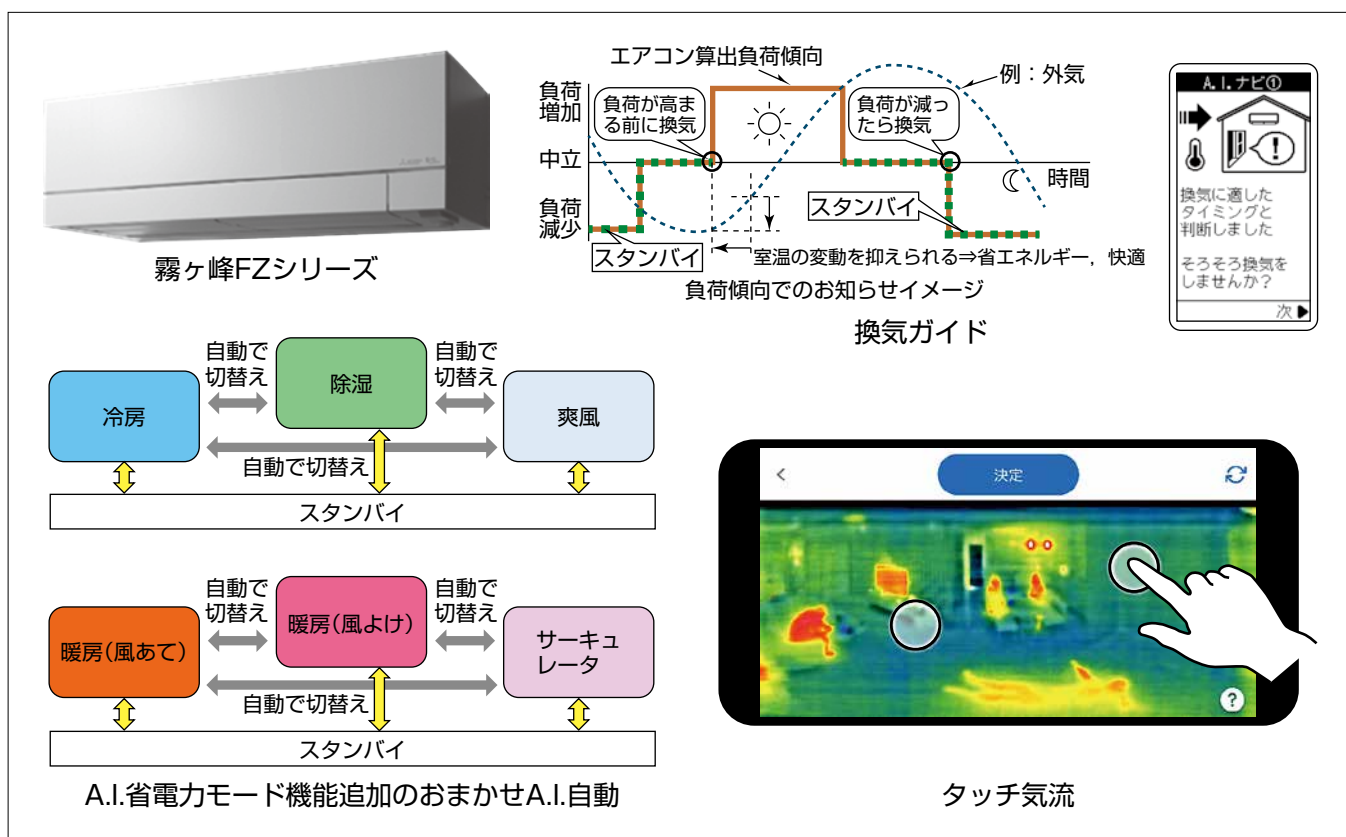 霧ヶ峰FZシリーズ
エアコン算出負荷傾向
例：外気
負荷
増加
中立
負荷
減少
負荷が高ま
る前に換気
負荷が減っ
たら換気
時間
スタンバイ
スタンバイ
室温の変動を抑えられる⇒省エネルギー，快適
負荷傾向でのお知らせイメージ
換気ガイド
A.I.ナビ①
換気に適した
タイミングと
判断しました
そろそろ換気を
しませんか？
次▶
自動で
切替え
自動で
切替え
冷房
除湿
爽風
自動で切替え
スタンバイ
自動で
切替え
自動で
切替え
暖房(風あて)
暖房(風よけ)
サーキュ
レータ
自動で切替え
スタンバイ
A.I.省電力モード機能追加のおまかせA.I.自動
決定
?
タッチ気流